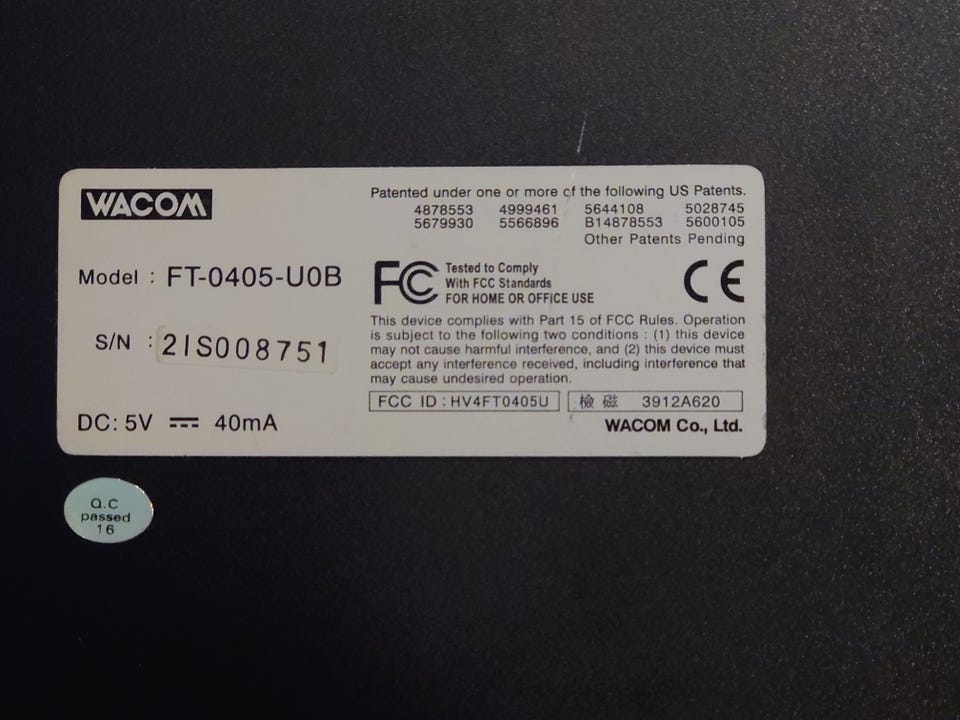 WACOM
Model : FT-0405-U0B
S/N : 2IS008751
DC: 5V ⎓ 40mA
Patented under one or more of the following US Patents.
4878553 4999461 5644108 5028745
5679930 5566896 B14878553 5600105
Other Patents Pending
FC Tested to Comply
With FCC Standards
FOR HOME OR OFFICE USE
CE
This device complies with Part 15 of FCC Rules. Operation
is subject to the following two conditions : (1) this device
may not cause harmful interference, and (2) this device must
accept any interference received, including interference that
may cause undesired operation.
FCC ID : HV4FT0405U 檢磁 3912A620
WACOM Co., Ltd.
Q.C
passed
16